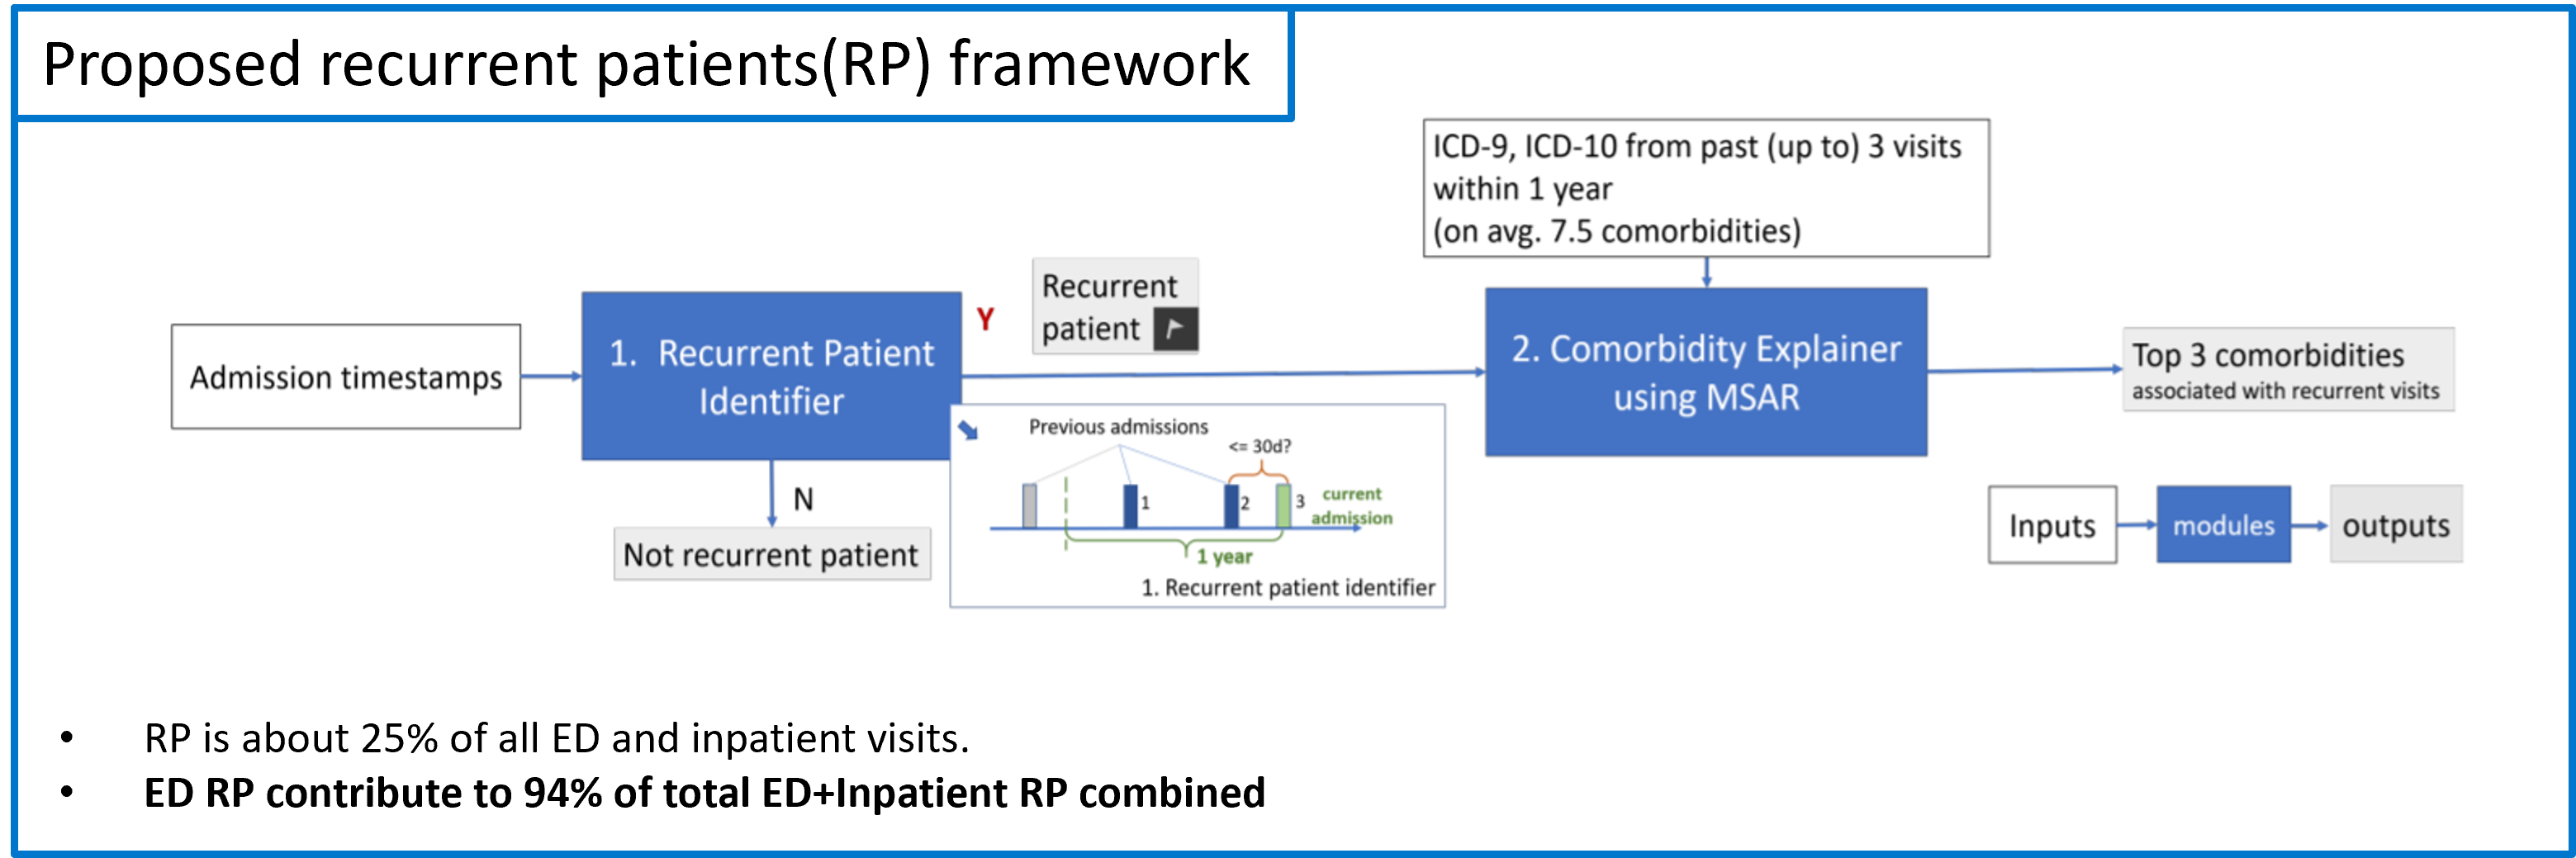 Proposed recurrent patients(RP) framework
ICD-9, ICD-10 from past (up to) 3 visits
within 1 year
(on avg. 7.5 comorbidities)
Admission timestamps
1. Recurrent Patient
Identifier
Y
Recurrent
patient
2. Comorbidity Explainer
using MSAR
Top 3 comorbidities
associated with recurrent visits
N
Not recurrent patient
Previous admissions
<= 30d?
1
2
3
current
admission
1 year
1. Recurrent patient identifier
Inputs
modules
outputs
• RP is about 25% of all ED and inpatient visits.
• ED RP contribute to 94% of total ED+Inpatient RP combined